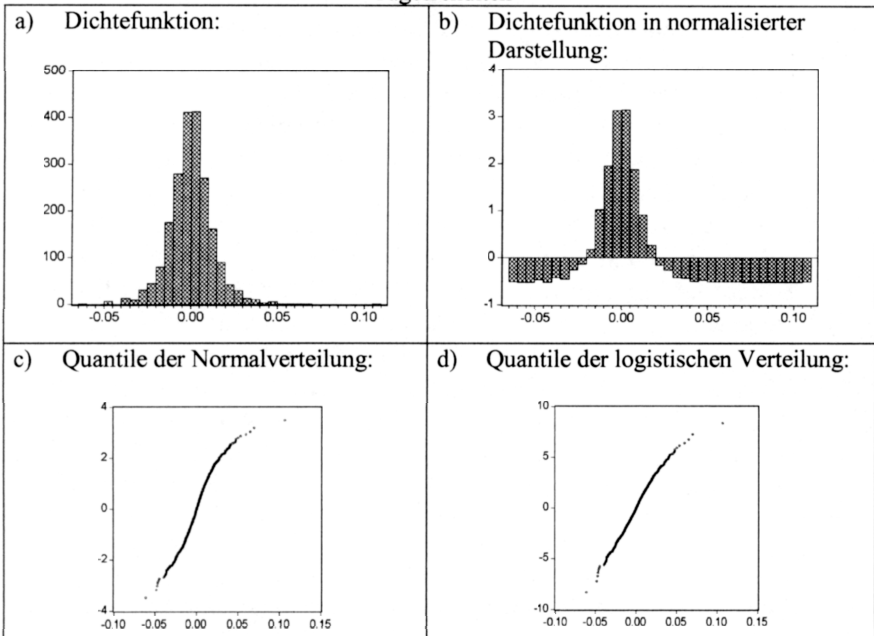 a) Dichtefunktion:
500
400
300
200
100
0
-0.05 0.00 0.05 0.10
b) Dichtefunktion in normalisierter
Darstellung:
4
3
2
1
0
-1
-0.05 0.00 0.05 0.10
c) Quantile der Normalverteilung:
4
2
0
-2
-4
-0.10 -0.05 0.00 0.05 0.10 0.15
d) Quantile der logistischen Verteilung:
10
5
0
-5
-10
-0.10 -0.05 0.00 0.05 0.10 0.15